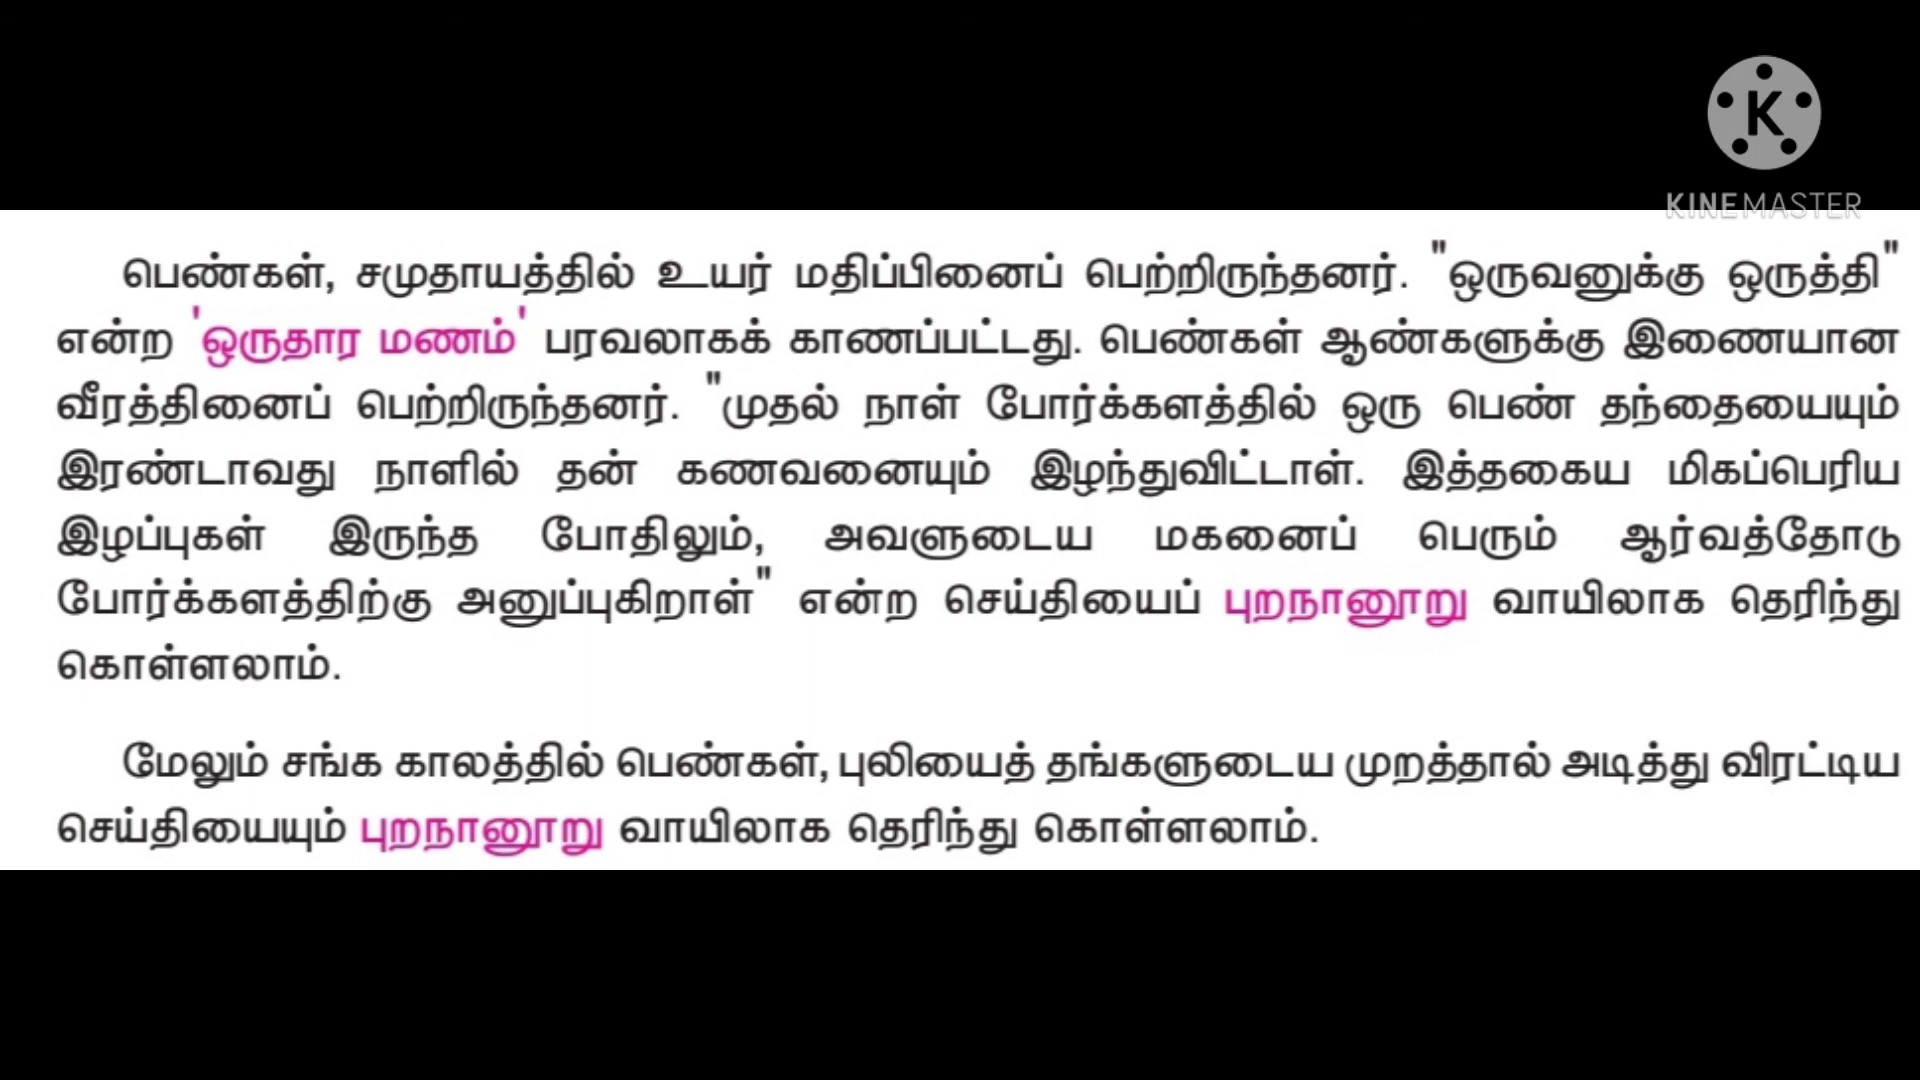 K
KINEMASTER
பெண்கள், சமுதாயத்தில் உயர் மதிப்பினைப் பெற்றிருந்தனர். "ஒருவனுக்கு ஒருத்தி"
என்ற 'ஒருதார மணம்' பரவலாகக் காணப்பட்டது. பெண்கள் ஆண்களுக்கு இணையான
வீரத்தினைப் பெற்றிருந்தனர். "முதல் நாள் போர்க்களத்தில் ஒரு பெண் தந்தையையும்
இரண்டாவது நாளில் தன் கணவனையும் இழந்துவிட்டாள். இத்தகைய மிகப்பெரிய
இழப்புகள் இருந்த போதிலும், அவளுடைய மகனைப் பெரும் ஆர்வத்தோடு
போர்க்களத்திற்கு அனுப்புகிறாள்" என்ற செய்தியைப் புறநானூறு வாயிலாக தெரிந்து
கொள்ளலாம்.
மேலும் சங்க காலத்தில் பெண்கள், புலியைத் தங்களுடைய முறத்தால் அடித்து விரட்டிய
செய்தியையும் புறநானூறு வாயிலாக தெரிந்து கொள்ளலாம்.